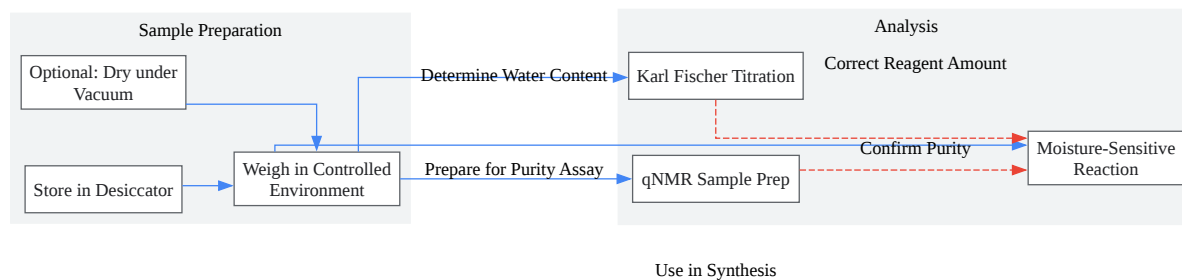 Sample Preparation
Analysis
Optional: Dry under
Vacuum
Determine Water Content
Karl Fischer Titration
Correct Reagent Amount
Store in Desiccator
Weigh in Controlled
Environment
Prepare for Purity Assay
qNMR Sample Prep
Confirm Purity
Moisture-Sensitive
Reaction
Use in Synthesis